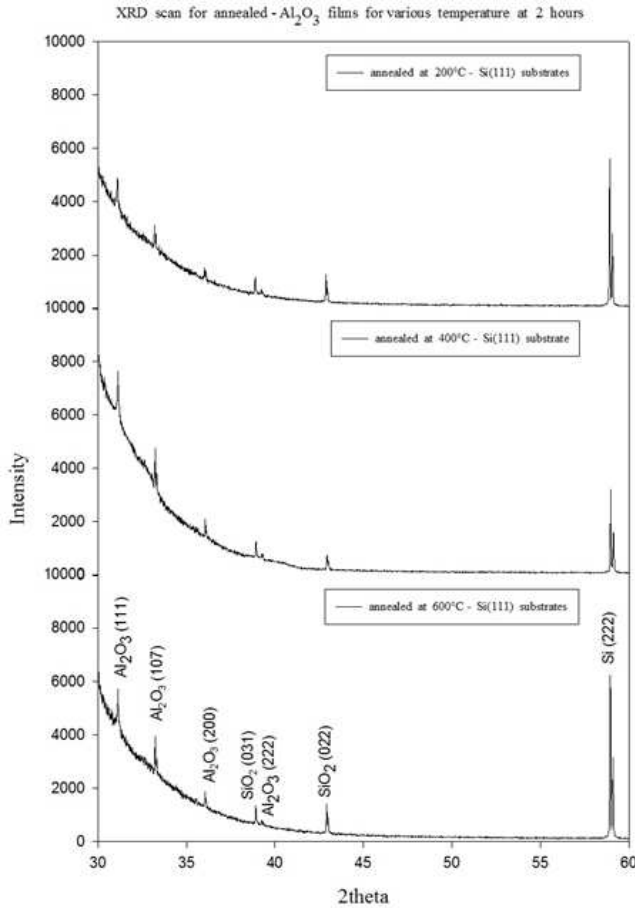 XRD scan for annealed - Al₂O₃ films for various temperature at 2 hours
10000
8000
6000
4000
2000
annealed at 200°C - Si(111) substrates
10000
8000
6000
4000
2000
annealed at 400°C - Si(111) substrate
10000
8000
6000
4000
2000
0
annealed at 600°C - Si(111) substrates
Al₂O₃ (111)
Al₂O₃ (107)
Al₂O₃ (200)
SiO₂ (031)
Al₂O₃ (222)
SiO₂ (022)
Si (222)
Intensity
30 35 40 45 50 55 60
2theta